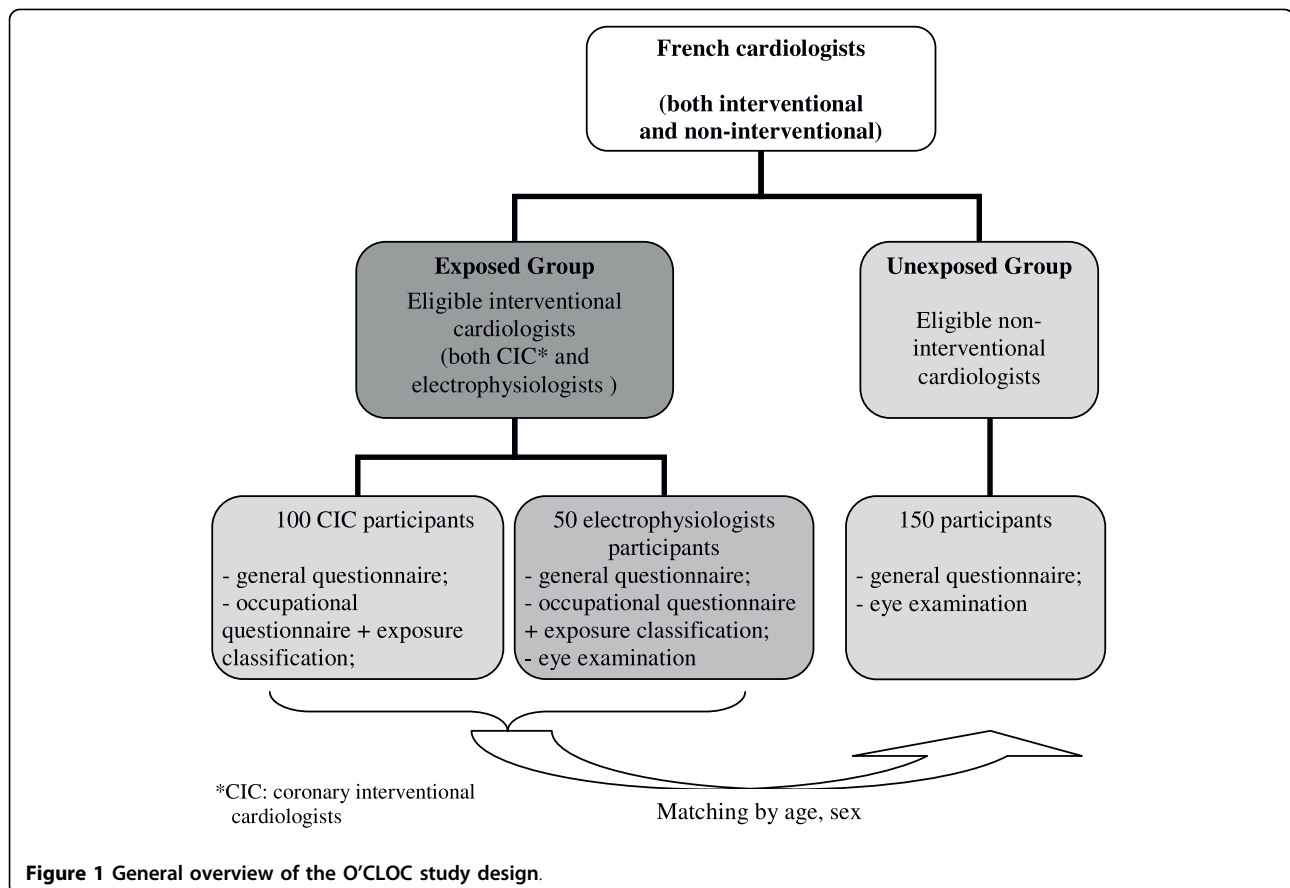 French cardiologists
(both interventional
and non-interventional)
Exposed Group
Eligible interventional
cardiologists
(both CIC* and
electrophysiologists )
Unexposed Group
Eligible non-
interventional
cardiologists
100 CIC participants
- general questionnaire;
- occupational
questionnaire + exposure
classification;
50 electrophysiologists
participants
- general questionnaire;
- occupational questionnaire
+ exposure classification;
- eye examination
150 participants
- general questionnaire;
- eye examination
*CIC: coronary interventional
cardiologists
Matching by age, sex
Figure 1 General overview of the O'CLOC study design.